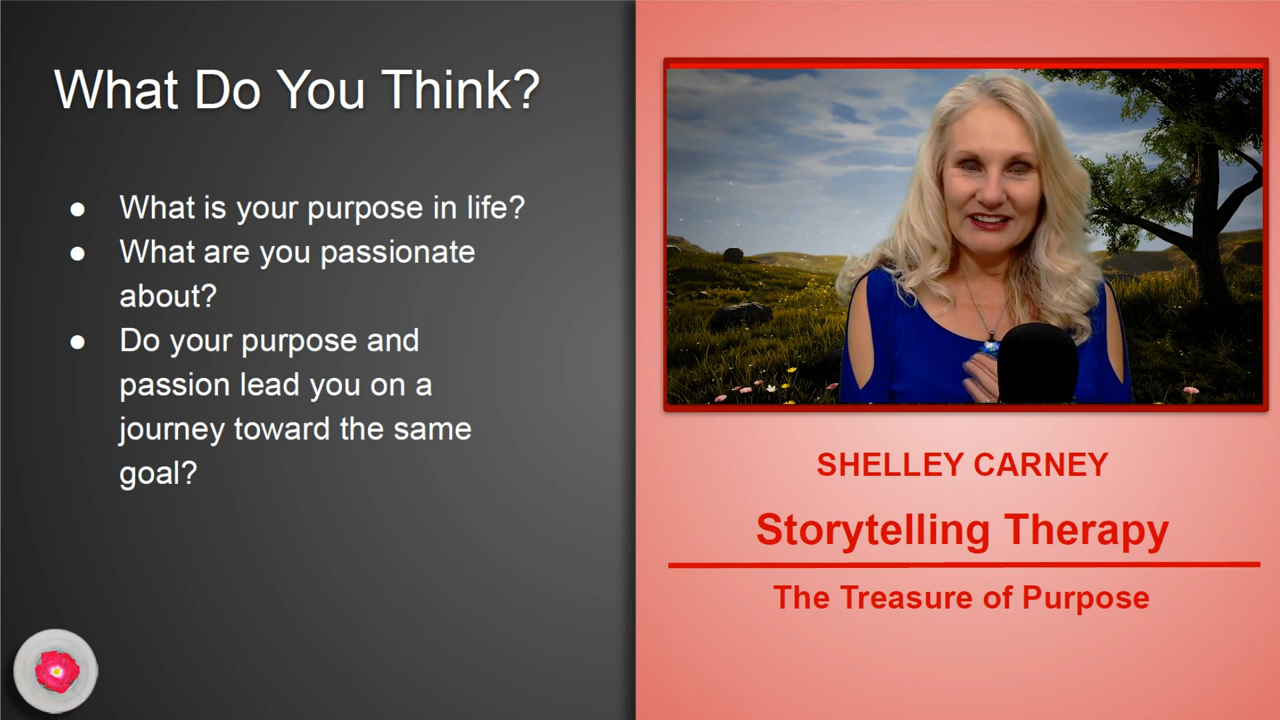 What Do You Think?
● What is your purpose in life?
● What are you passionate
about?
● Do your purpose and
passion lead you on a
journey toward the same
goal?
SHELLEY CARNEY
Storytelling Therapy
The Treasure of Purpose